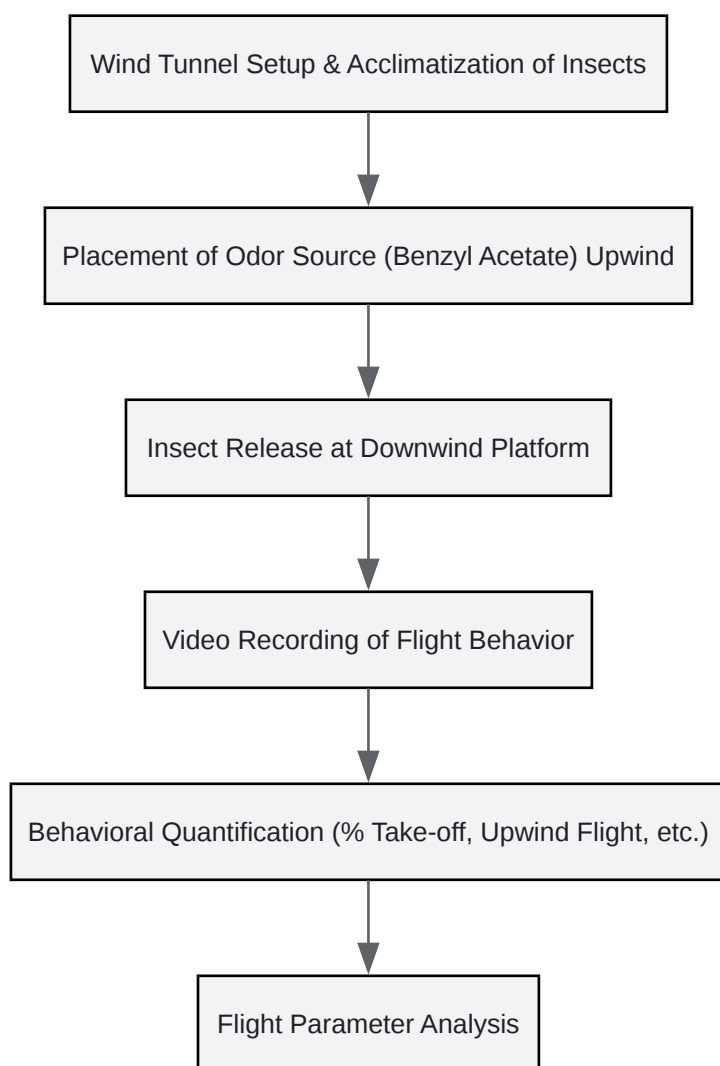 Wind Tunnel Setup & Acclimatization of Insects
Placement of Odor Source (Benzyl Acetate) Upwind
Insect Release at Downwind Platform
Video Recording of Flight Behavior
Behavioral Quantification (% Take-off, Upwind Flight, etc.)
Flight Parameter Analysis